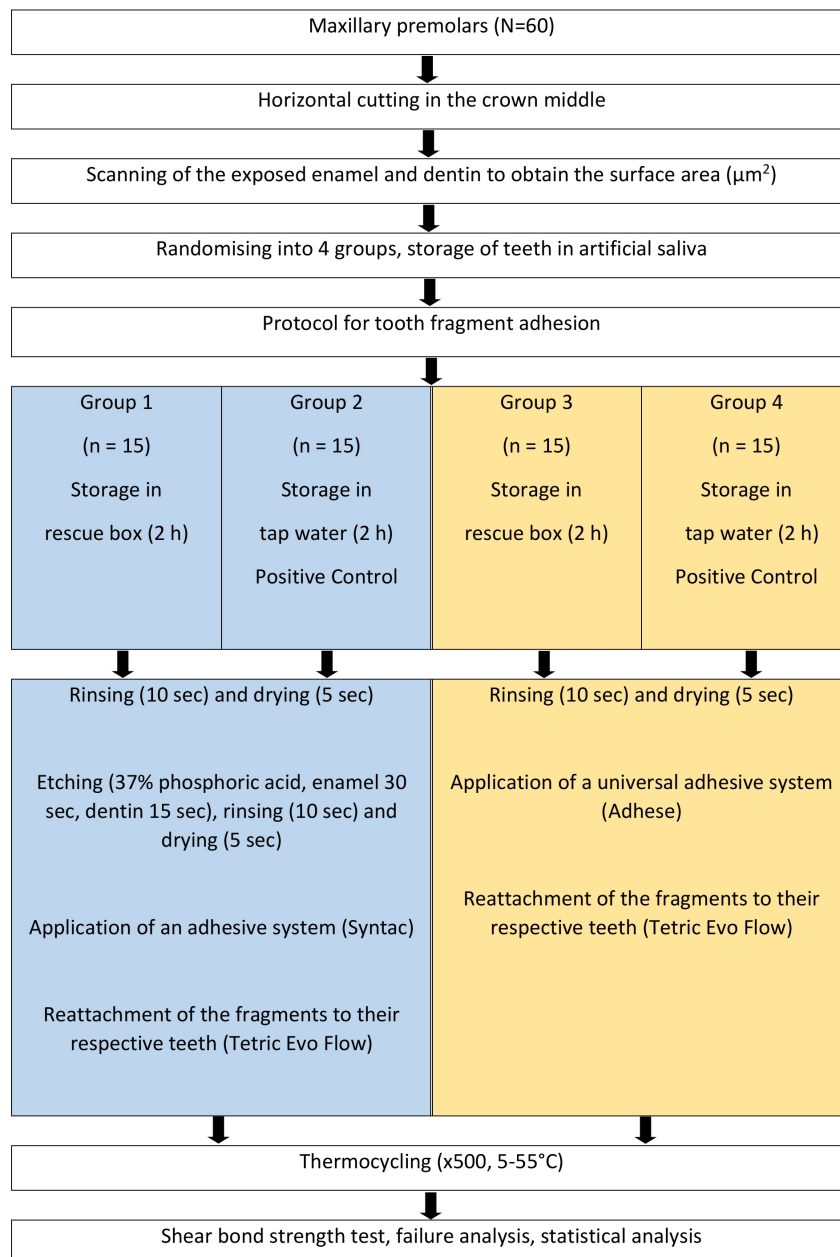 Maxillary premolars (N=60)
Horizontal cutting in the crown middle
Scanning of the exposed enamel and dentin to obtain the surface area (µm²)
Randomising into 4 groups, storage of teeth in artificial saliva
Protocol for tooth fragment adhesion
Group 1
(n = 15)
Storage in
rescue box (2 h)
Group 2
(n = 15)
Storage in
tap water (2 h)
Positive Control
Group 3
(n = 15)
Storage in
rescue box (2 h)
Group 4
(n = 15)
Storage in
tap water (2 h)
Positive Control
Rinsing (10 sec) and drying (5 sec)
Etching (37% phosphoric acid, enamel 30
sec, dentin 15 sec), rinsing (10 sec) and
drying (5 sec)
Application of an adhesive system (Syntac)
Reattachment of the fragments to their
respective teeth (Tetric Evo Flow)
Rinsing (10 sec) and drying (5 sec)
Application of a universal adhesive system
(Adhese)
Reattachment of the fragments to their
respective teeth (Tetric Evo Flow)
Thermocycling (x500, 5-55°C)
Shear bond strength test, failure analysis, statistical analysis